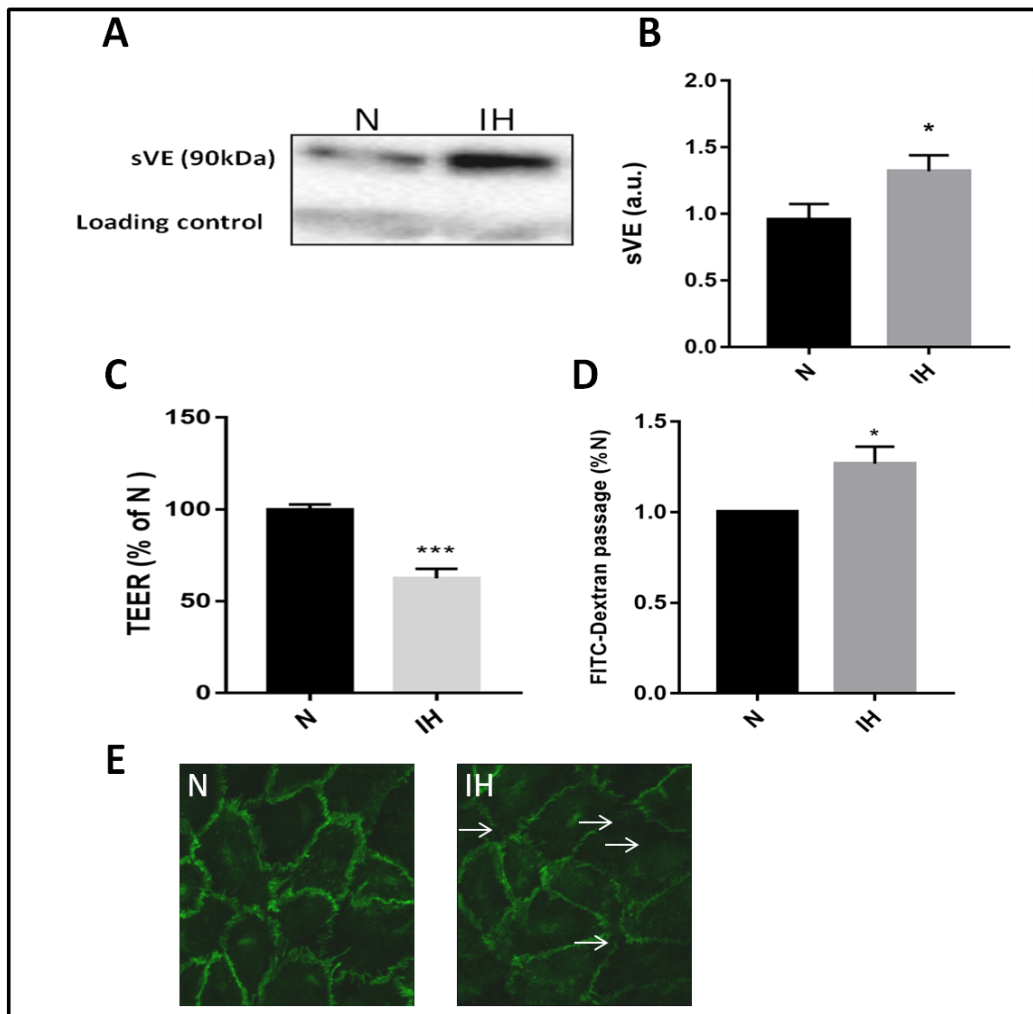 A
N IH
sVE (90kDa)
Loading control
B
2.0
1.5
1.0
0.5
0.0
sVE (a.u.)
*
N
IH
C
150
100
50
0
TEER (% of N )
***
N
IH
D
1.5
1.0
0.5
0.0
FITC-Dextran passage (%N)
*
N
IH
E
N
IH